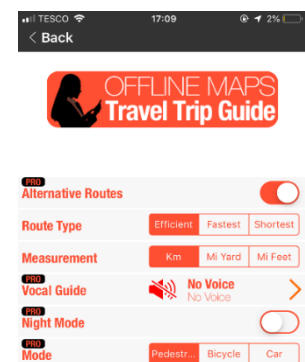 TESCO 17:09 2%
< Back
OFFLINE MAPS
Travel Trip Guide
PRO
Alternative Routes
Route Type Efficient Fastest Shortest
Measurement Km Mi Yard Mi Feet
PRO
Vocal Guide No Voice
No Voice
PRO
Night Mode
PRO
Mode Pedestr... Bicycle Car